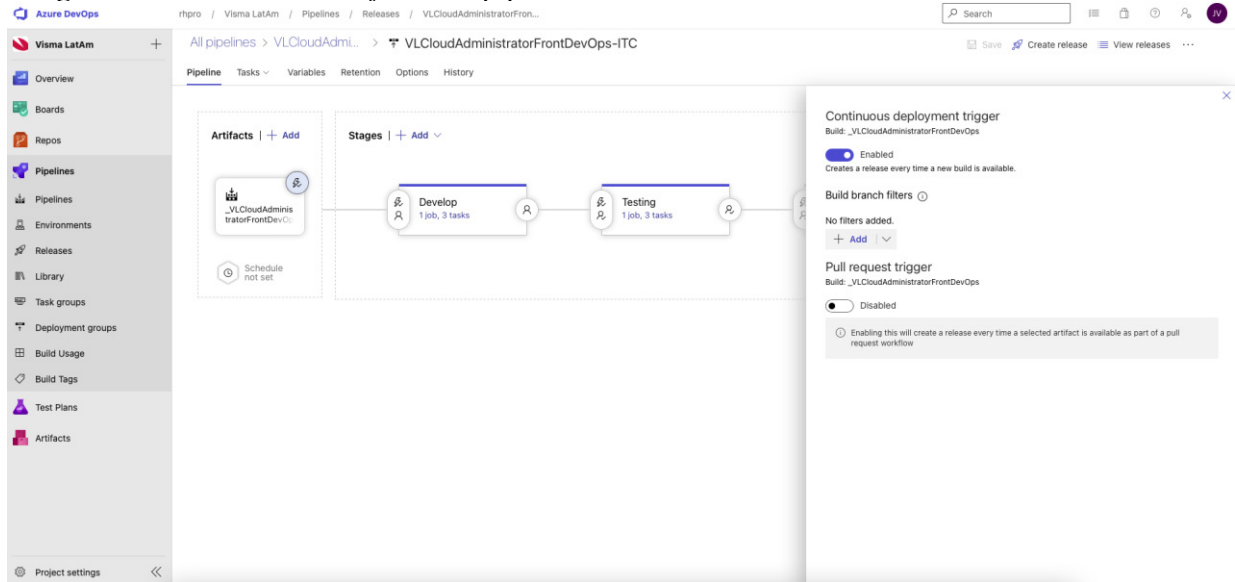 Azure DevOps
rhpro / Visma LatAm / Pipelines / Releases / VLCloudAdministratorFron...
Search
JV
Visma LatAm
All pipelines > VLCloudAdmi... > VLCloudAdministratorFrontDevOps-ITC
Save Create release View releases ...
Overview
Pipeline Tasks Variables Retention Options History
Boards
Repos
Pipelines
Pipelines
Environments
Releases
Library
Task groups
Deployment groups
Build Usage
Build Tags
Test Plans
Artifacts
Project settings
Artifacts | + Add
Stages | + Add
_VLCloudAdminis
tratorFrontDevO
Schedule
not set
Develop
1 job, 3 tasks
Testing
1 job, 3 tasks
Continuous deployment trigger
Build: _VLCloudAdministratorFrontDevOps
Enabled
Creates a release every time a new build is available.
Build branch filters
No filters added.
+ Add
Pull request trigger
Build: _VLCloudAdministratorFrontDevOps
Disabled
Enabling this will create a release every time a selected artifact is available as part of a pull
request workflow